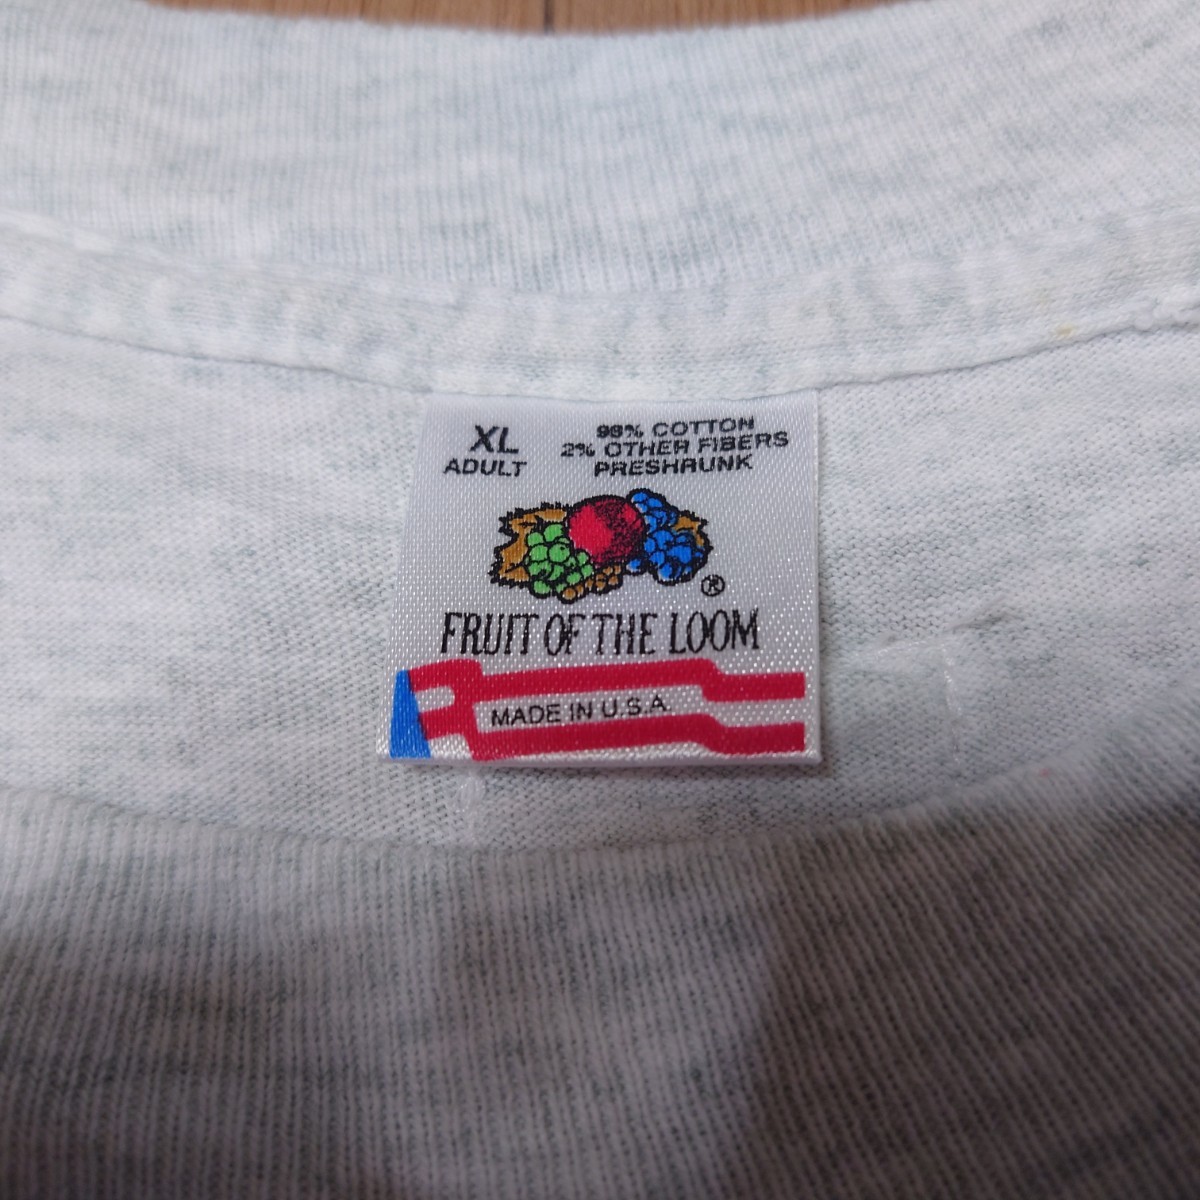 XL
ADULT
98% COTTON
2% OTHER FIBERS
PRESHRUNK
®
FRUIT OF THE LOOM
MADE IN U.S.A.